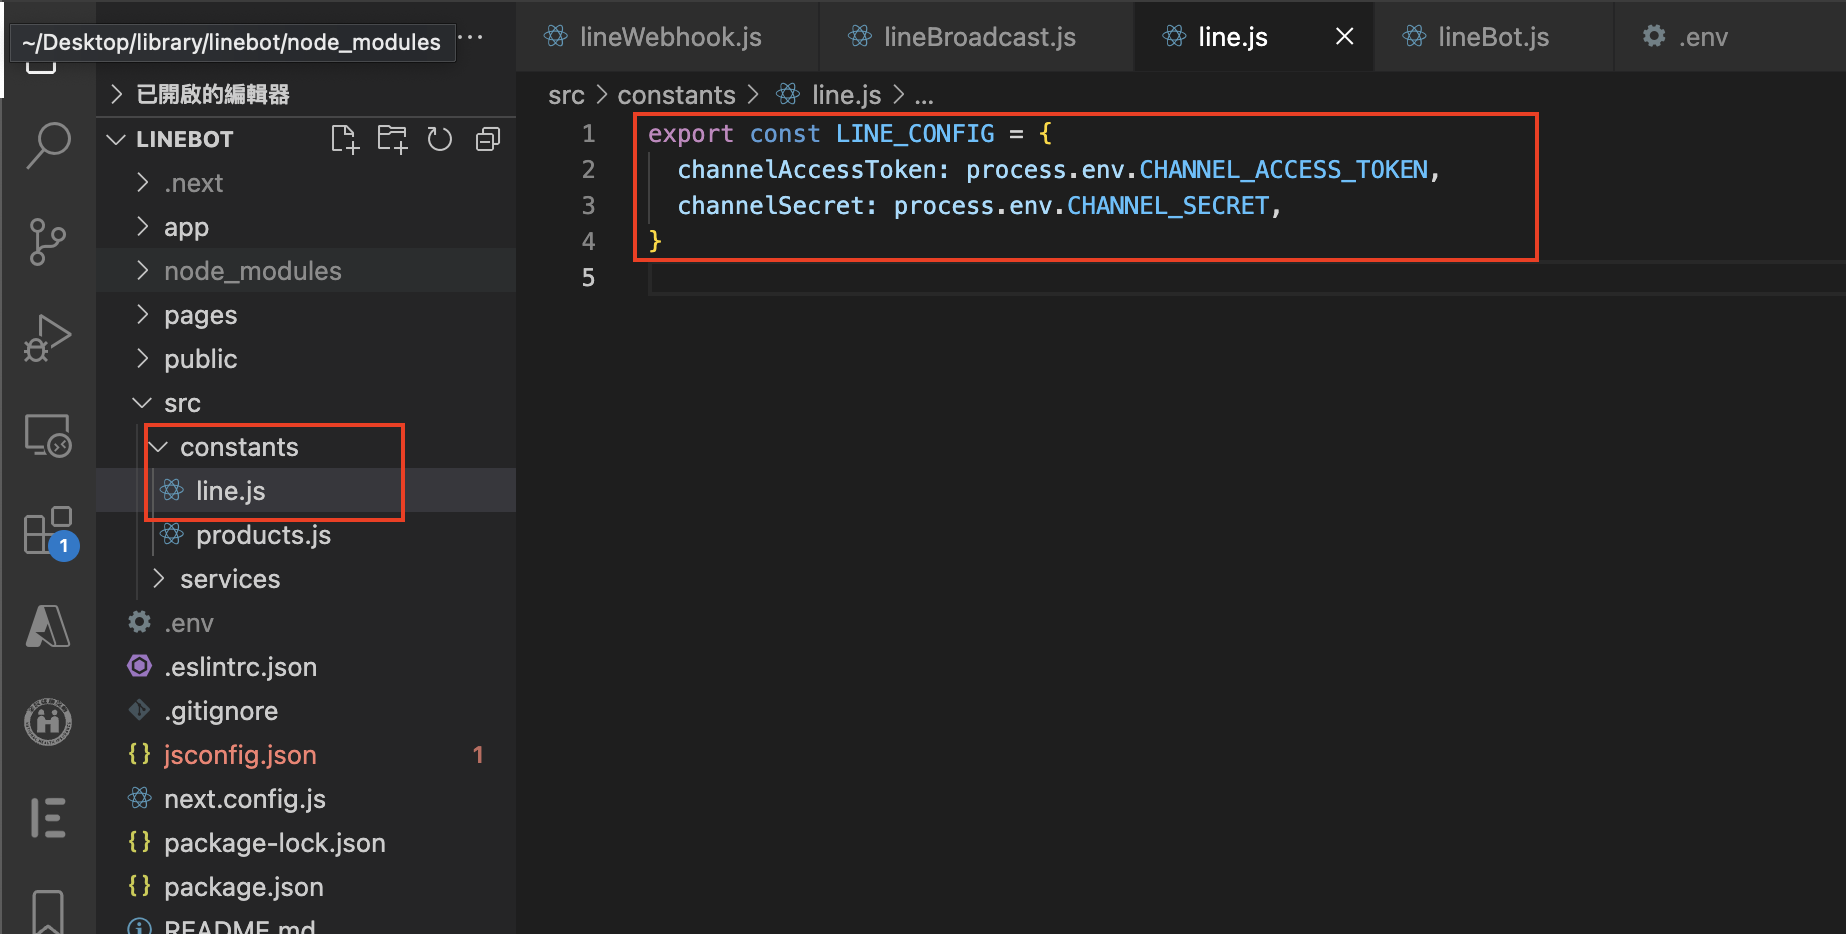 ~/Desktop/library/linebot/node_modules
已開啟的編輯器
LINEBOT
.next
app
node_modules
pages
public
src
constants
line.js
products.js
services
.env
.eslintrc.json
.gitignore
jsconfig.json 1
next.config.js
package-lock.json
package.json
README.md
1
lineWebhook.js lineBroadcast.js line.js lineBot.js .env
src > constants > line.js > ...
1 export const LINE_CONFIG = {
2 channelAccessToken: process.env.CHANNEL_ACCESS_TOKEN,
3 channelSecret: process.env.CHANNEL_SECRET,
4 }
5